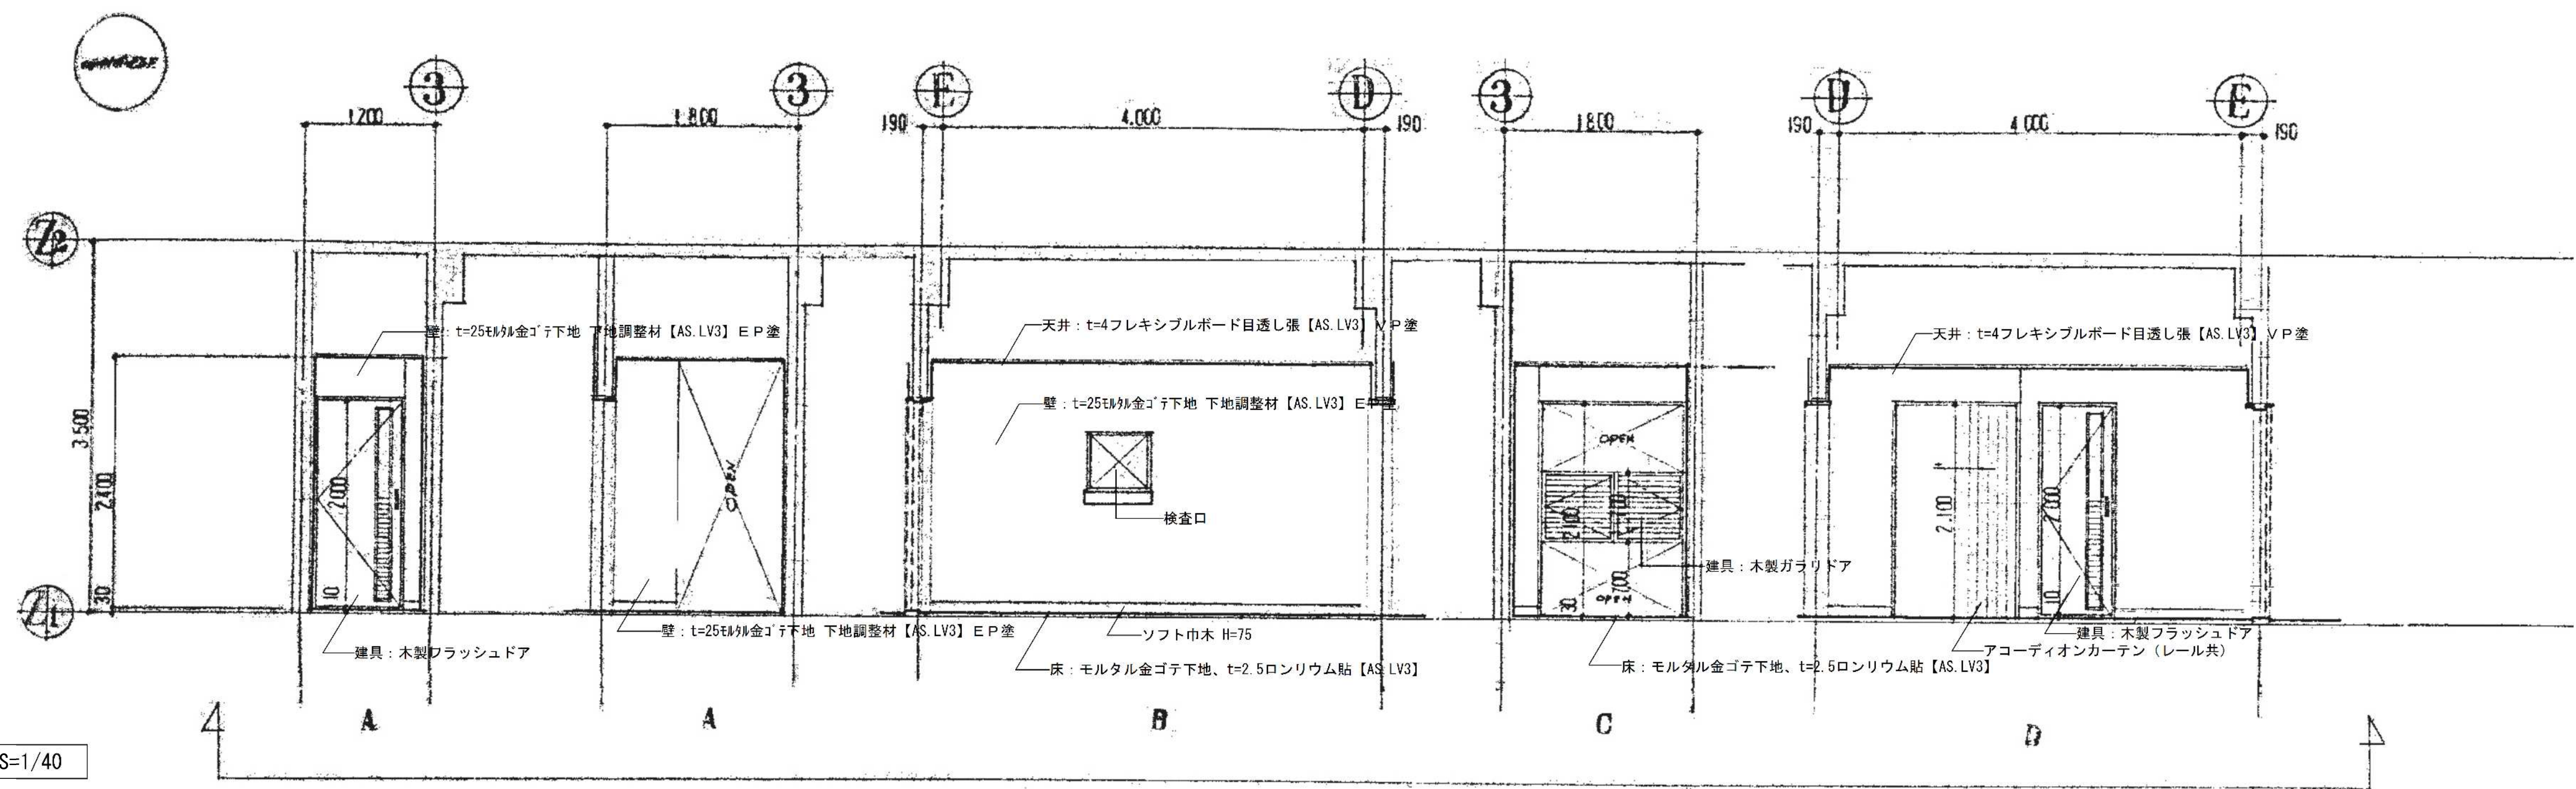 3
3
E
D
3
D
E
1200
1.800
190
4.000
190
1800
190
4 000
190
Z2
壁：t=25ﾓﾙﾀﾙ金ｺﾞﾃ下地 下地調整材【AS.LV3】ＥＰ塗
天井：t=4フレキシブルボード目透し張【AS.LV3】ＶＰ塗
天井：t=4フレキシブルボード目透し張【AS.LV3】ＶＰ塗
壁：t=25ﾓﾙﾀﾙ金ｺﾞﾃ下地 下地調整材【AS.LV3】ＥＰ塗
3500
2400
30
2000
10
OPEN
検査口
OPEN
2100
700
700
30
OPEN
建具：木製ガラリドア
2.100
2.000
10
Z1
壁：t=25ﾓﾙﾀﾙ金ｺﾞﾃ下地 下地調整材【AS.LV3】ＥＰ塗
ソフト巾木 H=75
建具：木製フラッシュドア
建具：木製フラッシュドア
アコーディオンカーテン（レール共）
床：モルタル金ゴテ下地、t=2.5ロンリウム貼【AS.LV3】
床：モルタル金ゴテ下地、t=2.5ロンリウム貼【AS.LV3】
A
A
B
C
D
S=1/40